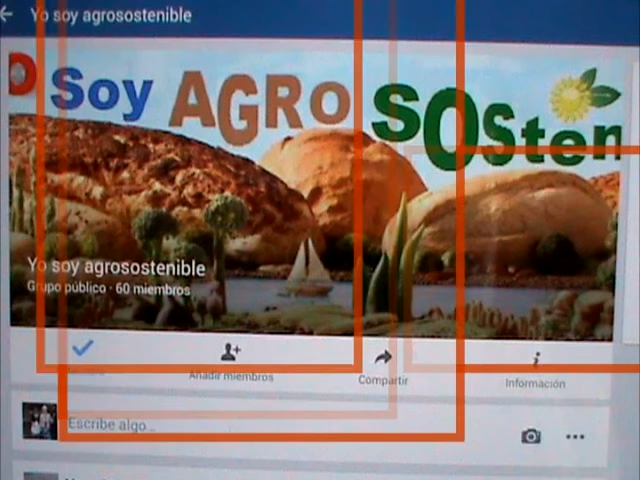 Yo soy agrosostenible
O Soy AGRO SOSten
Yo soy agrosostenible
Grupo público · 60 miembros
Añadir miembros
Compartir
Información
Escribe algo...